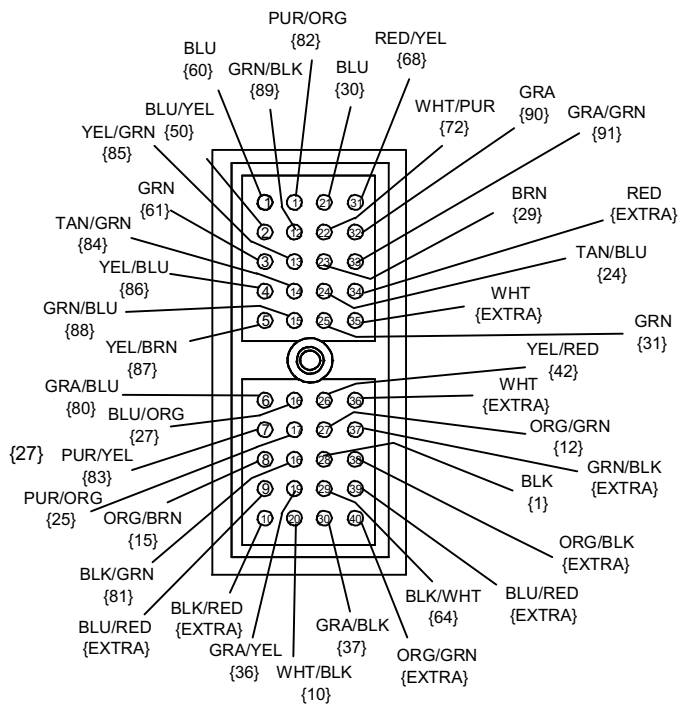 PUR/ORG
{82}
RED/YEL
{68}
BLU
{60}
GRN/BLK
{89}
BLU
{30}
GRA
{90}
BLU/YEL
{50}
WHT/PUR
{72}
GRA/GRN
{91}
YEL/GRN
{85}
GRN
{61}
BRN
{29}
RED
{EXTRA}
TAN/GRN
{84}
TAN/BLU
{24}
YEL/BLU
{86}
WHT
{EXTRA}
GRN/BLU
{88}
GRN
{31}
YEL/BRN
{87}
YEL/RED
{42}
GRA/BLU
{80}
WHT
{EXTRA}
BLU/ORG
{27}
ORG/GRN
{12}
{27}
PUR/YEL
{83}
GRN/BLK
{EXTRA}
PUR/ORG
{25}
BLK
{1}
ORG/BRN
{15}
ORG/BLK
{EXTRA}
BLK/GRN
{81}
BLK/WHT
{64}
BLU/RED
{EXTRA}
BLU/RED
{EXTRA}
BLK/RED
{EXTRA}
GRA/BLK
{37}
GRA/YEL
{36}
ORG/GRN
{EXTRA}
WHT/BLK
{10}
1 11 21 31
2 12 22 32
3 13 23 33
4 14 24 34
5 15 25 35
6 16 26 36
7 17 27 37
8 16 28 38
9 19 29 39
10 20 30 40